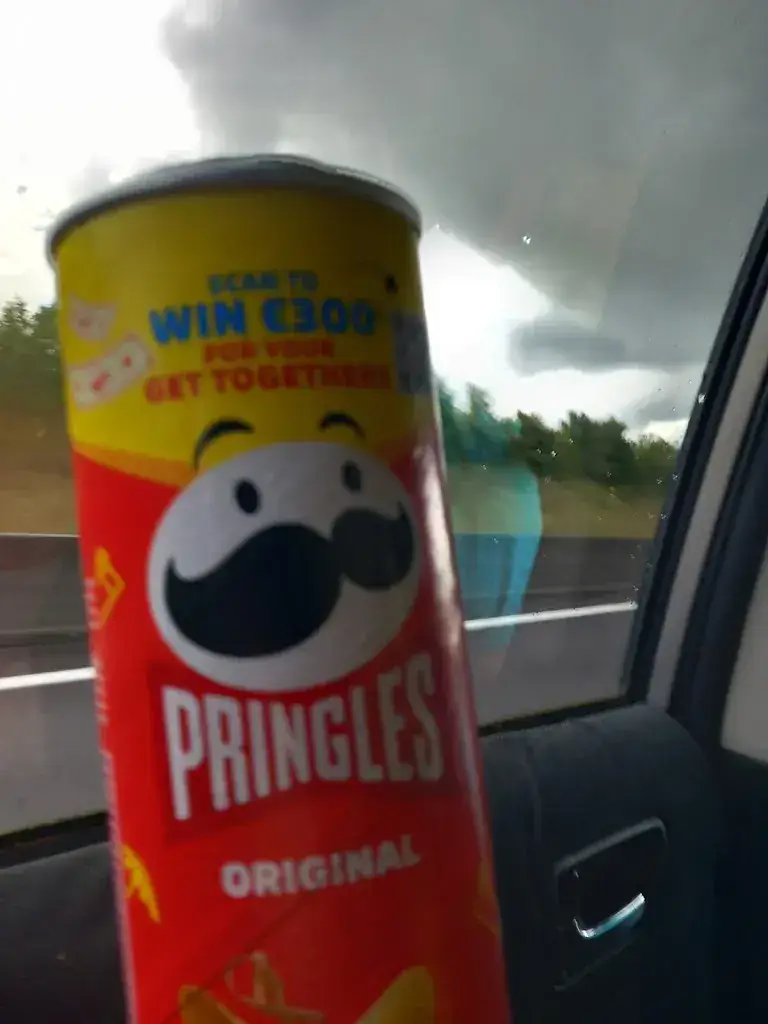 SCAN TO
WIN €300
FOR YOUR
GET TOGETHERS
PRINGLES
ORIGINAL